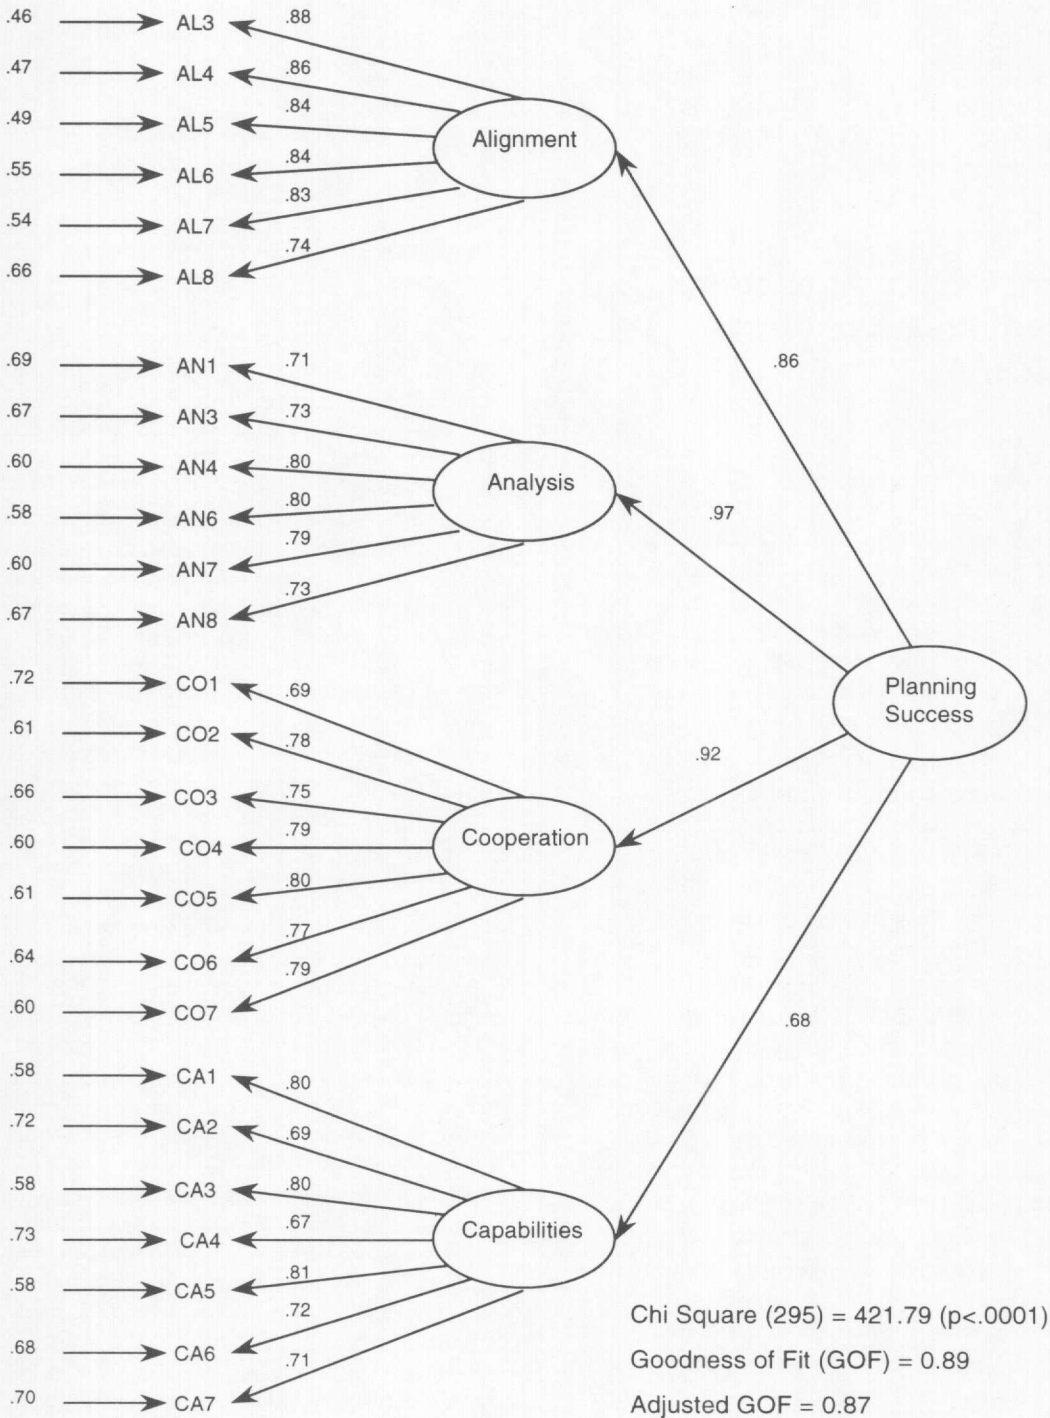 .46 AL3 .88
.47 AL4 .86
.49 AL5 .84
.55 AL6 .84
.54 AL7 .83
.66 AL8 .74
Alignment
.86
.69 AN1 .71
.67 AN3 .73
.60 AN4 .80
.58 AN6 .80
.60 AN7 .79
.67 AN8 .73
Analysis
.97
.72 CO1 .69
.61 CO2 .78
.66 CO3 .75
.60 CO4 .79
.61 CO5 .80
.64 CO6 .77
.60 CO7 .79
Cooperation
.92
Planning
Success
.58 CA1 .80
.72 CA2 .69
.58 CA3 .80
.73 CA4 .67
.58 CA5 .81
.68 CA6 .72
.70 CA7 .71
Capabilities
.68
Chi Square (295) = 421.79 (p<.0001)
Goodness of Fit (GOF) = 0.89
Adjusted GOF = 0.87